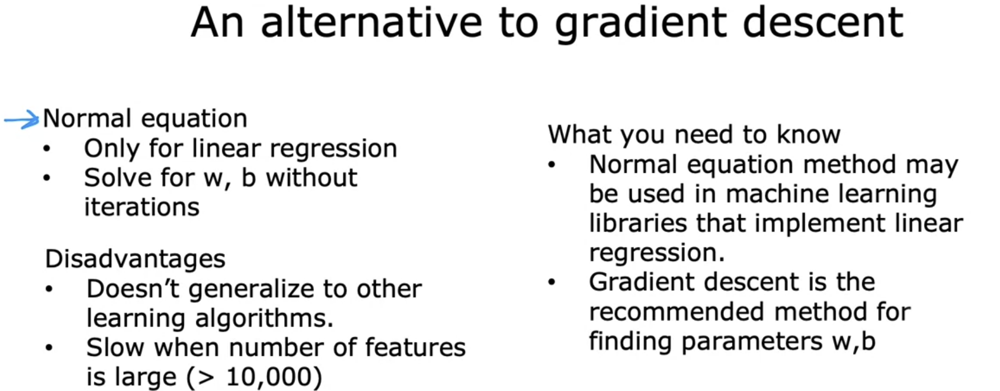 An alternative to gradient descent
Normal equation
• Only for linear regression
• Solve for w, b without
iterations
Disadvantages
• Doesn’t generalize to other
learning algorithms.
• Slow when number of features
is large (> 10,000)
What you need to know
• Normal equation method may
be used in machine learning
libraries that implement linear
regression.
• Gradient descent is the
recommended method for
finding parameters w,b